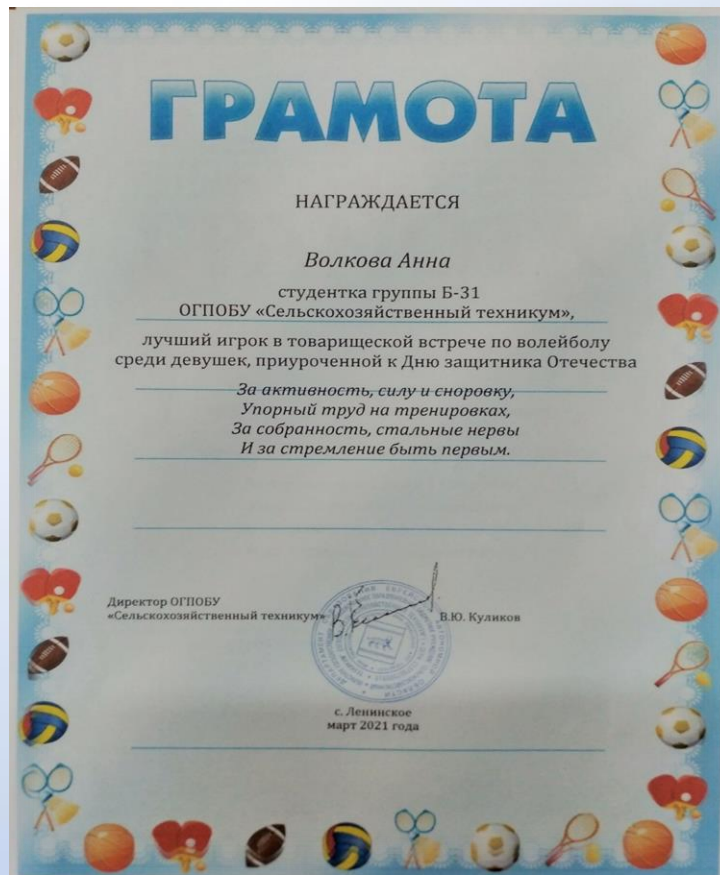 ГРАМОТА
НАГРАЖДАЕТСЯ
Волкова Анна
студентка группы Б-31
ОГПОБУ «Сельскохозяйственный техникум»,
лучший игрок в товарищеской встрече по волейболу
среди девушек, приуроченной к Дню защитника Отечества
За активность, силу и сноровку,
Упорный труд на тренировках,
За собранность, стальные нервы
И за стремление быть первым.
Директор ОГПОБУ
«Сельскохозяйственный техникум» В.Ю. Куликов
с. Ленинское
март 2021 года